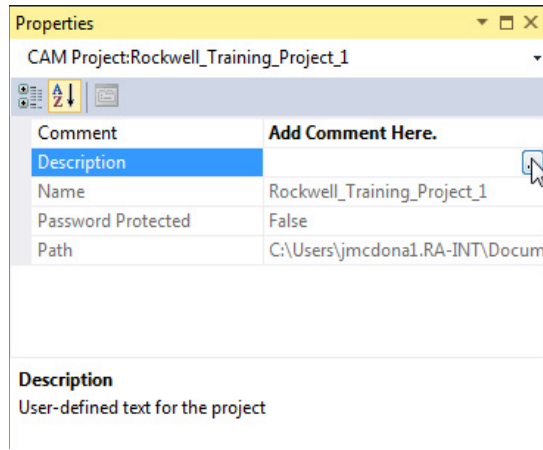 Properties
CAM Project:Rockwell_Training_Project_1
Comment Add Comment Here.
Description
Name Rockwell_Training_Project_1
Password Protected False
Path C:\Users\jmcdona1.RA-INT\Docum
Description
User-defined text for the project